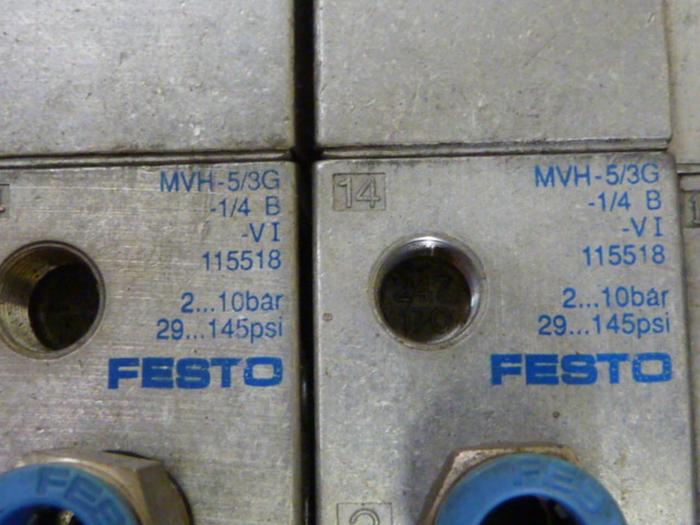 MVH-5/3G
-1/4 B
-VI
115518
2...10bar
29...145psi
FESTO
14
MVH-5/3G
-1/4 B
-VI
115518
2...10bar
29...145psi
FESTO
2